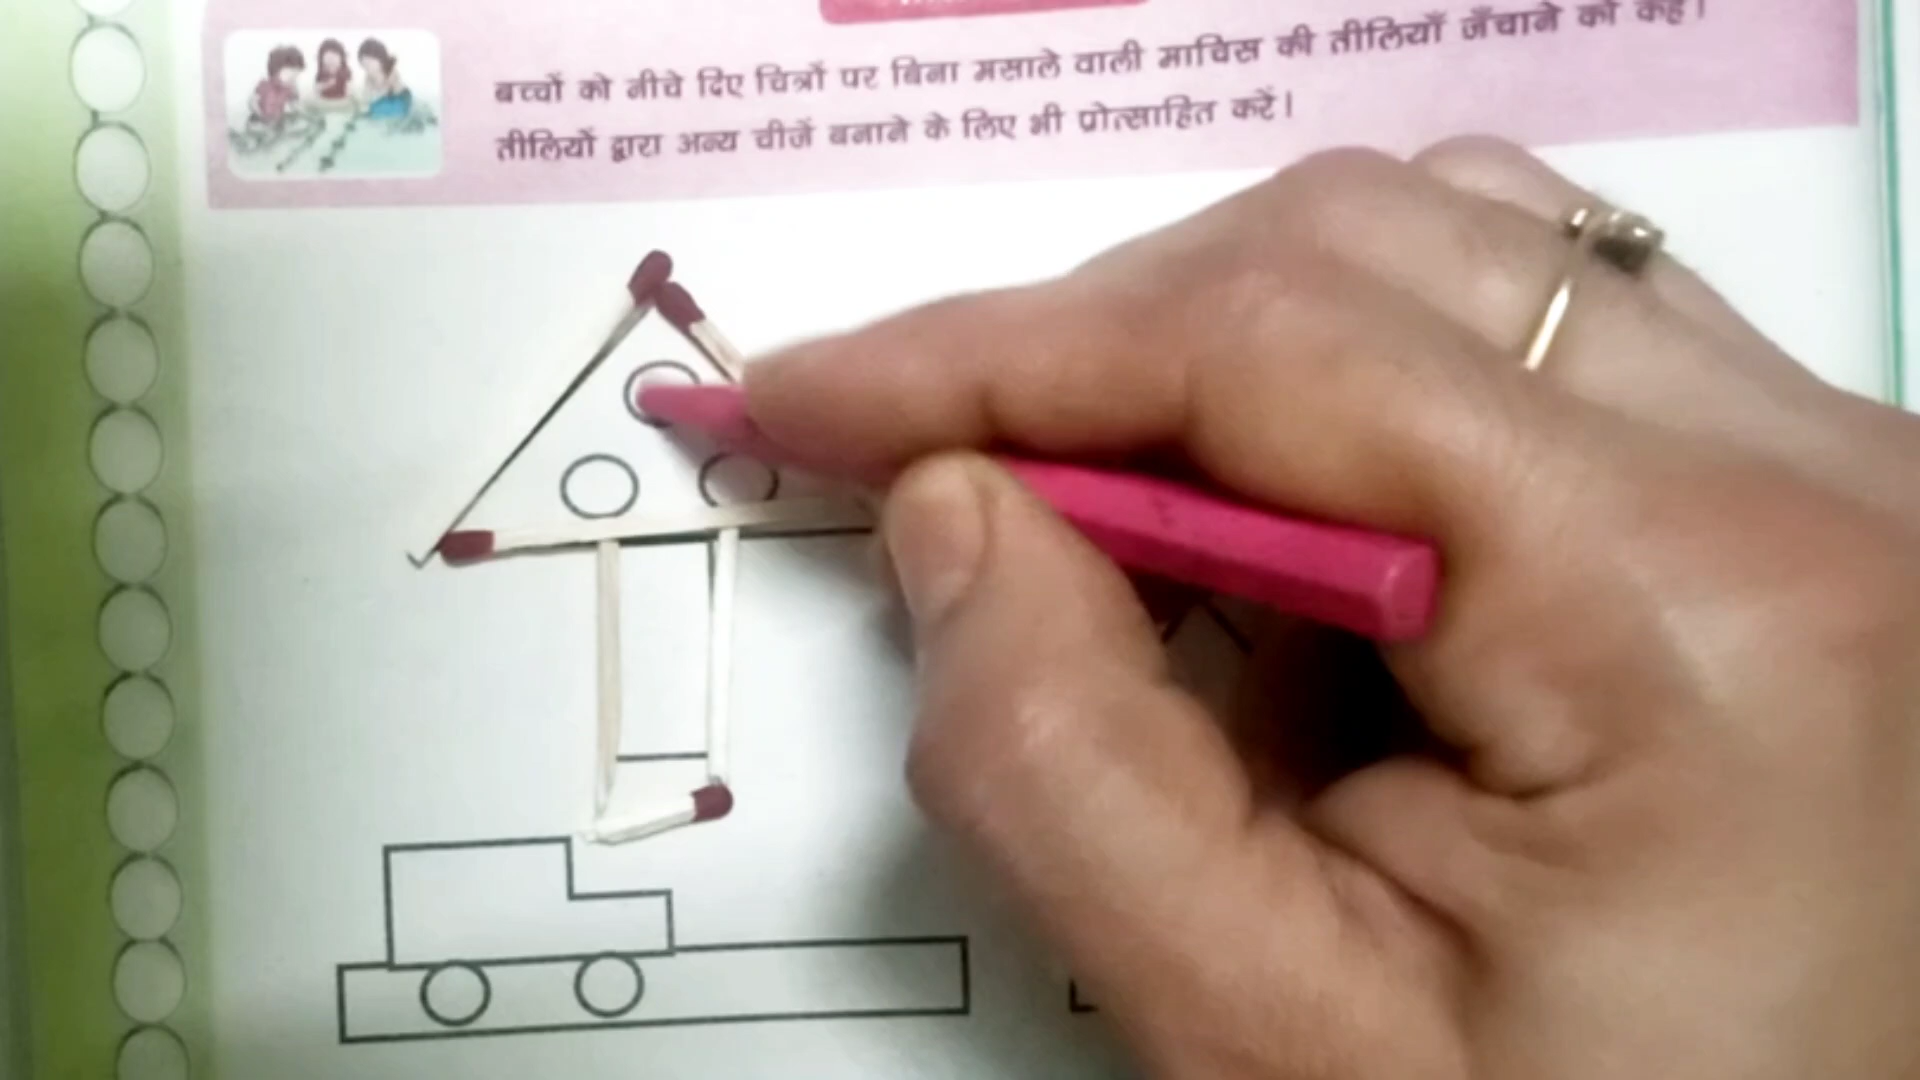 बच्चों को नीचे दिए चित्रों पर बिना मसाले वाली माचिस की तीलियाँ जँचाने को कहें।
तीलियों द्वारा अन्य चीजें बनाने के लिए भी प्रोत्साहित करें।